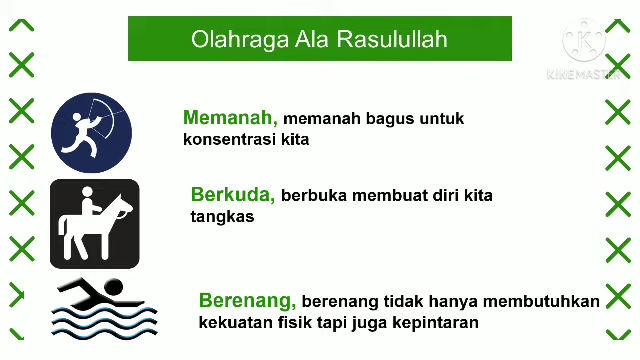 Olahraga Ala Rasulullah
K
KINEMASTER
Memanah, memanah bagus untuk
konsentrasi kita
Berkuda, berbuka membuat diri kita
tangkas
Berenang, berenang tidak hanya membutuhkan
kekuatan fisik tapi juga kepintaran